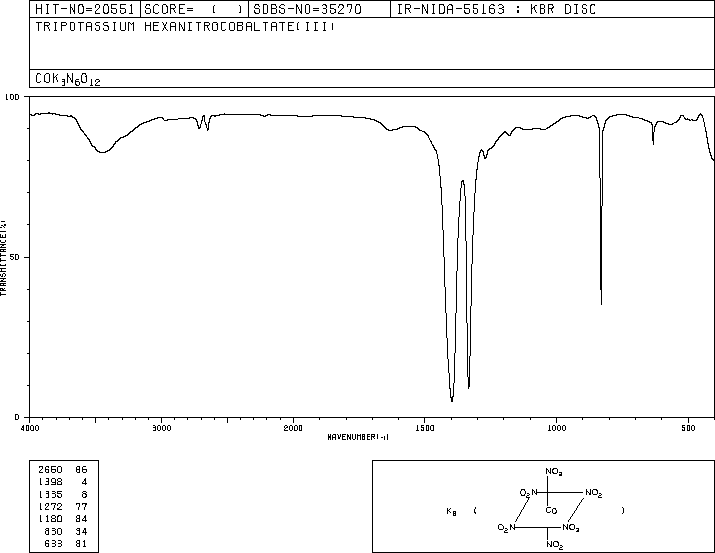 HIT-NO=20551 SCORE= ( ) SDBS-NO=35270 IR-NIDA-55163 : KBR DISC
TRIPOTASSIUM HEXANITROCOBALTATE(III)
COK3N6O12
100
50
0
TRANSMITTANCE(%)
4000 3000 2000 1500 1000 500
WAVENUMBER(-1)
2660 86
1398 4
1335 8
1272 77
1180 84
830 34
633 81
NO2
O2N NO2
K3 ( CO )
O2N NO2
NO2